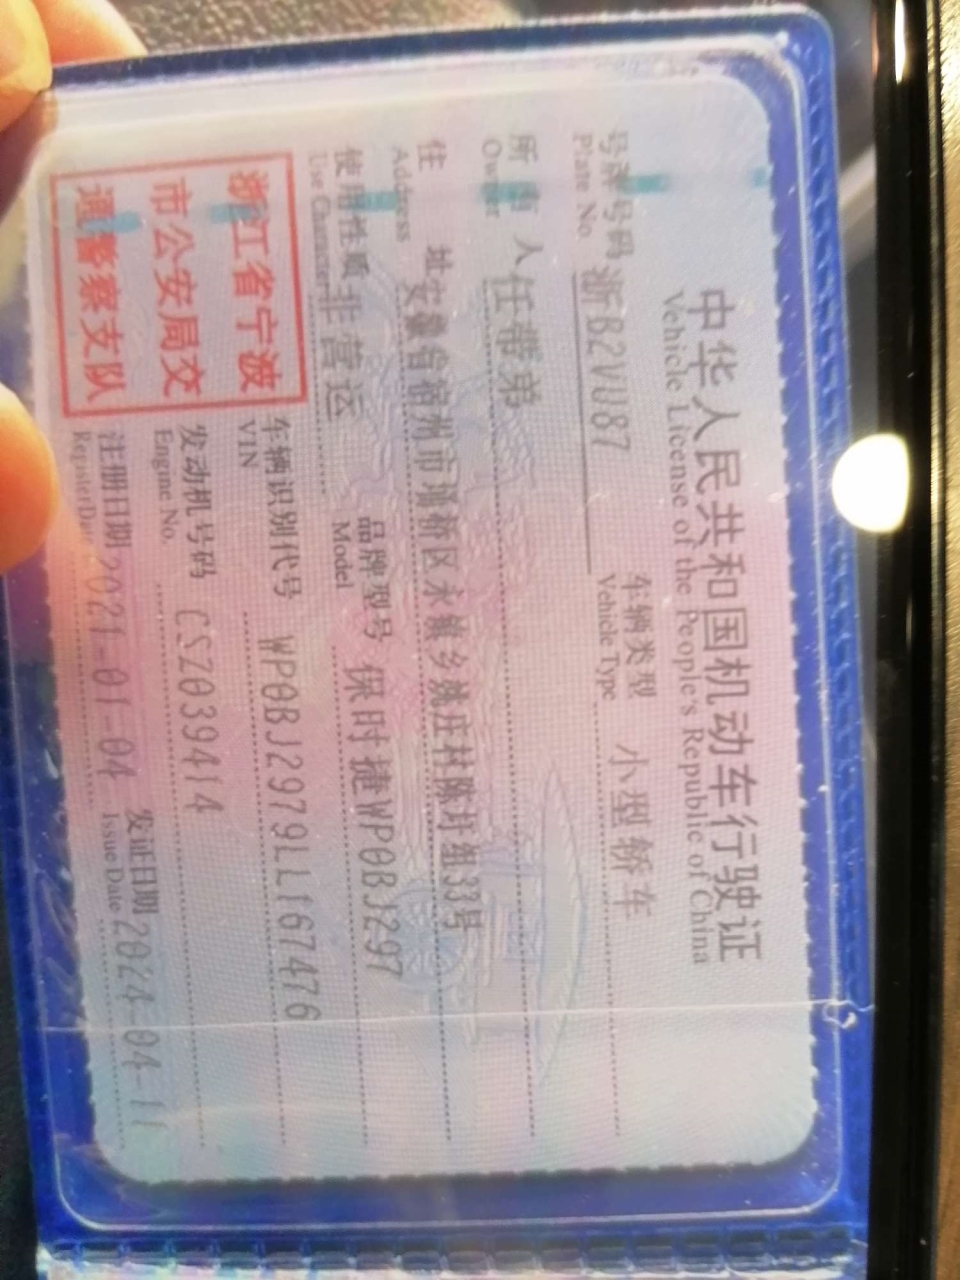 中华人民共和国机动车行驶证
Vehicle License of the People's Republic of China
号牌号码 浙B2VU87 车辆类型 小型轿车
Plate No. Vehicle Type
所有人 任带弟
Owner
住址 安徽省宿州市埇桥区永镇乡姚庄村陈圩组33号
Address
使用性质 非营运 品牌型号 保时捷WP0BJ297
Use Character Model
浙江省宁波
市公安局交
通警察支队
车辆识别代号 WP0BJ2979LL167476
VIN
发动机号码 CSZ039414
Engine No.
注册日期 2021-01-04 发证日期 2024-04-11
Issue Date